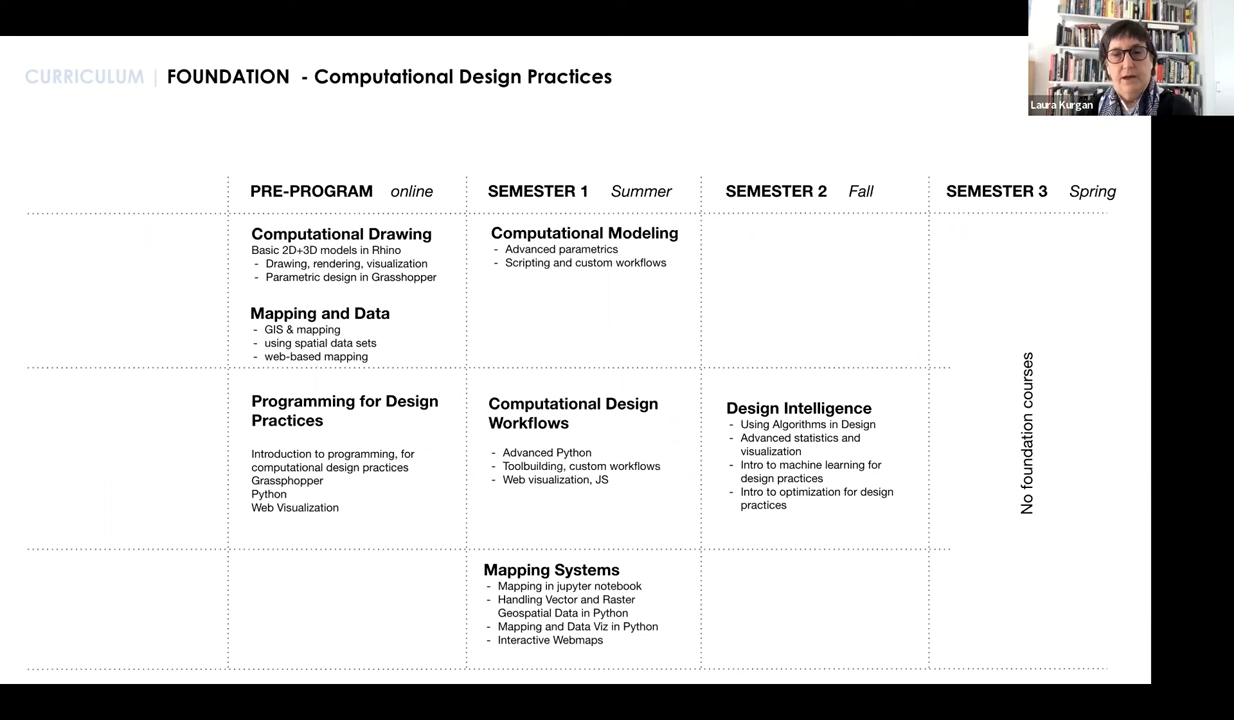 CURRICULUM | FOUNDATION - Computational Design Practices
Laura Kurgan
PRE-PROGRAM online
SEMESTER 1 Summer
SEMESTER 2 Fall
SEMESTER 3 Spring
Computational Drawing
Basic 2D+3D models in Rhino
- Drawing, rendering, visualization
- Parametric design in Grasshopper
Mapping and Data
- GIS & mapping
- using spatial data sets
- web-based mapping
Computational Modeling
- Advanced parametrics
- Scripting and custom workflows
Programming for Design
Practices
Introduction to programming, for
computational design practices
Grassphopper
Python
Web Visualization
Computational Design
Workflows
- Advanced Python
- Toolbuilding, custom workflows
- Web visualization, JS
Design Intelligence
- Using Algorithms in Design
- Advanced statistics and
visualization
- Intro to machine learning for
design practices
- Intro to optimization for design
practices
No foundation courses
Mapping Systems
- Mapping in jupyter notebook
- Handling Vector and Raster
Geospatial Data in Python
- Mapping and Data Viz in Python
- Interactive Webmaps